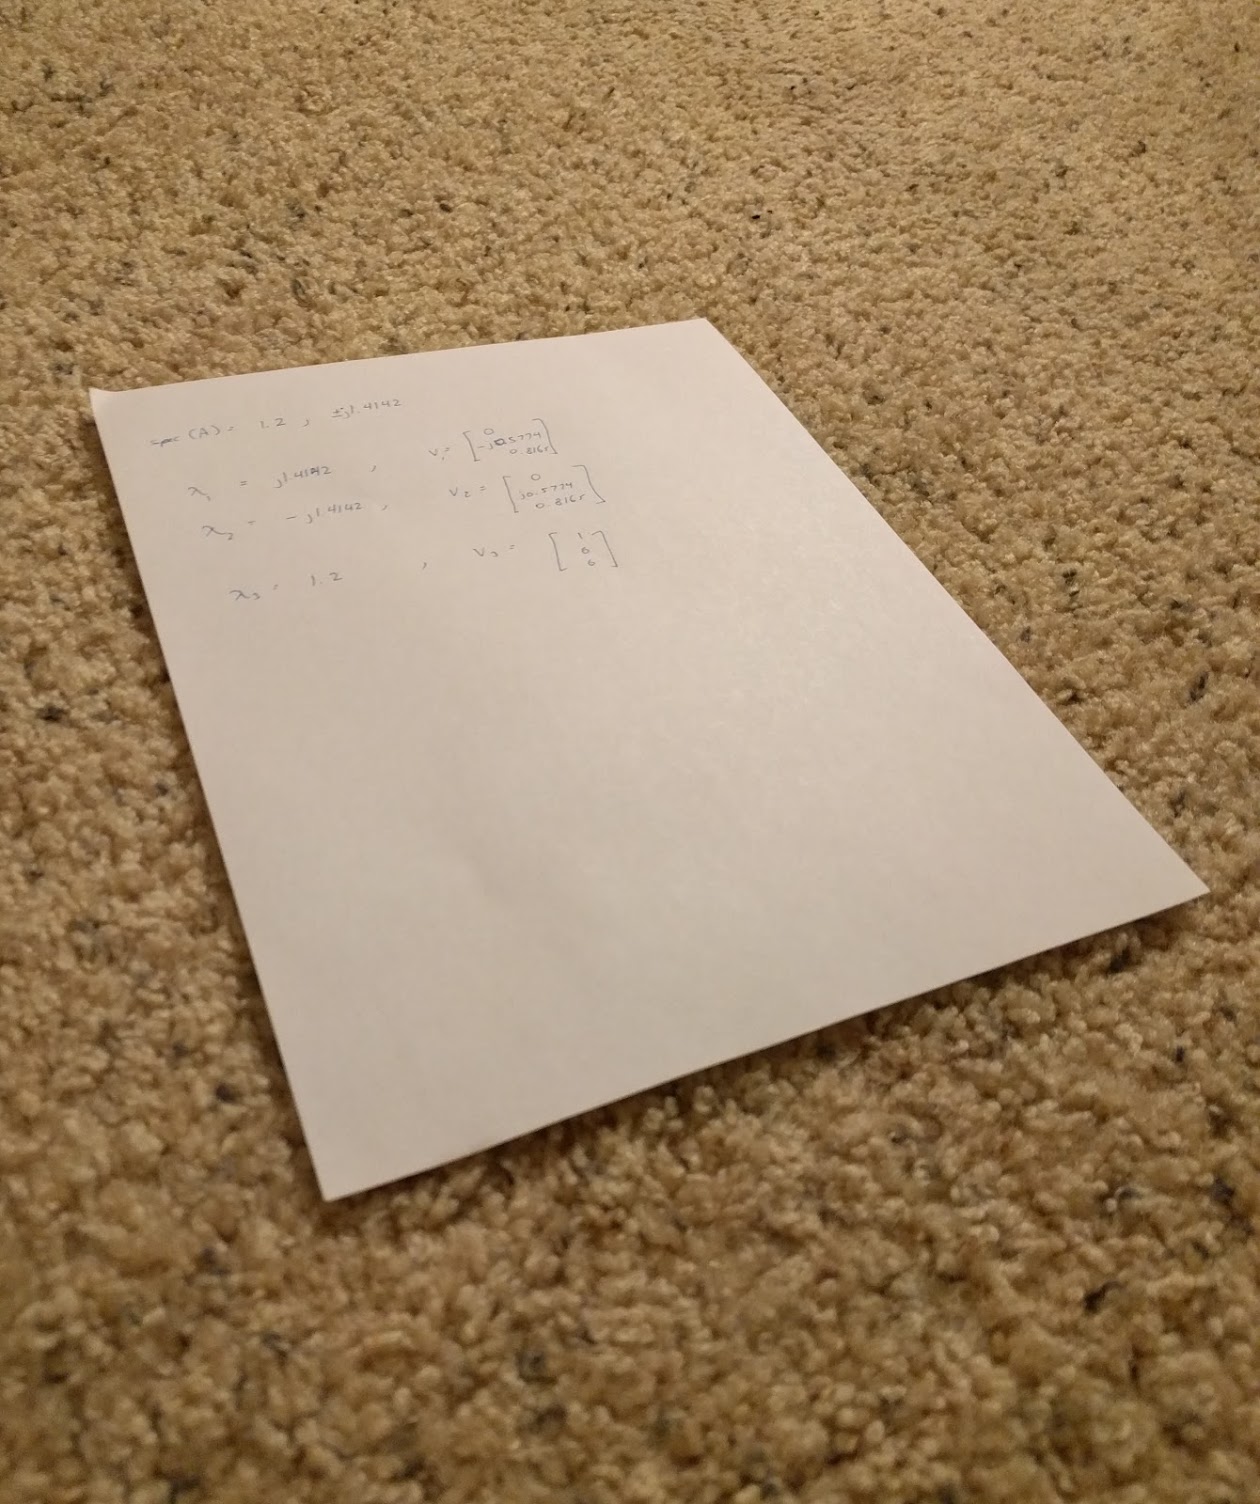 spec(A) = 1.2 , ±j1.4142
λ₁ = j1.4142 , v₁ = [0
-j0.5774
0.8165]
λ₂ = -j1.4142 , v₂ = [0
j0.5774
0.8165]
λ₃ = 1.2 , v₃ = [1
0
0]